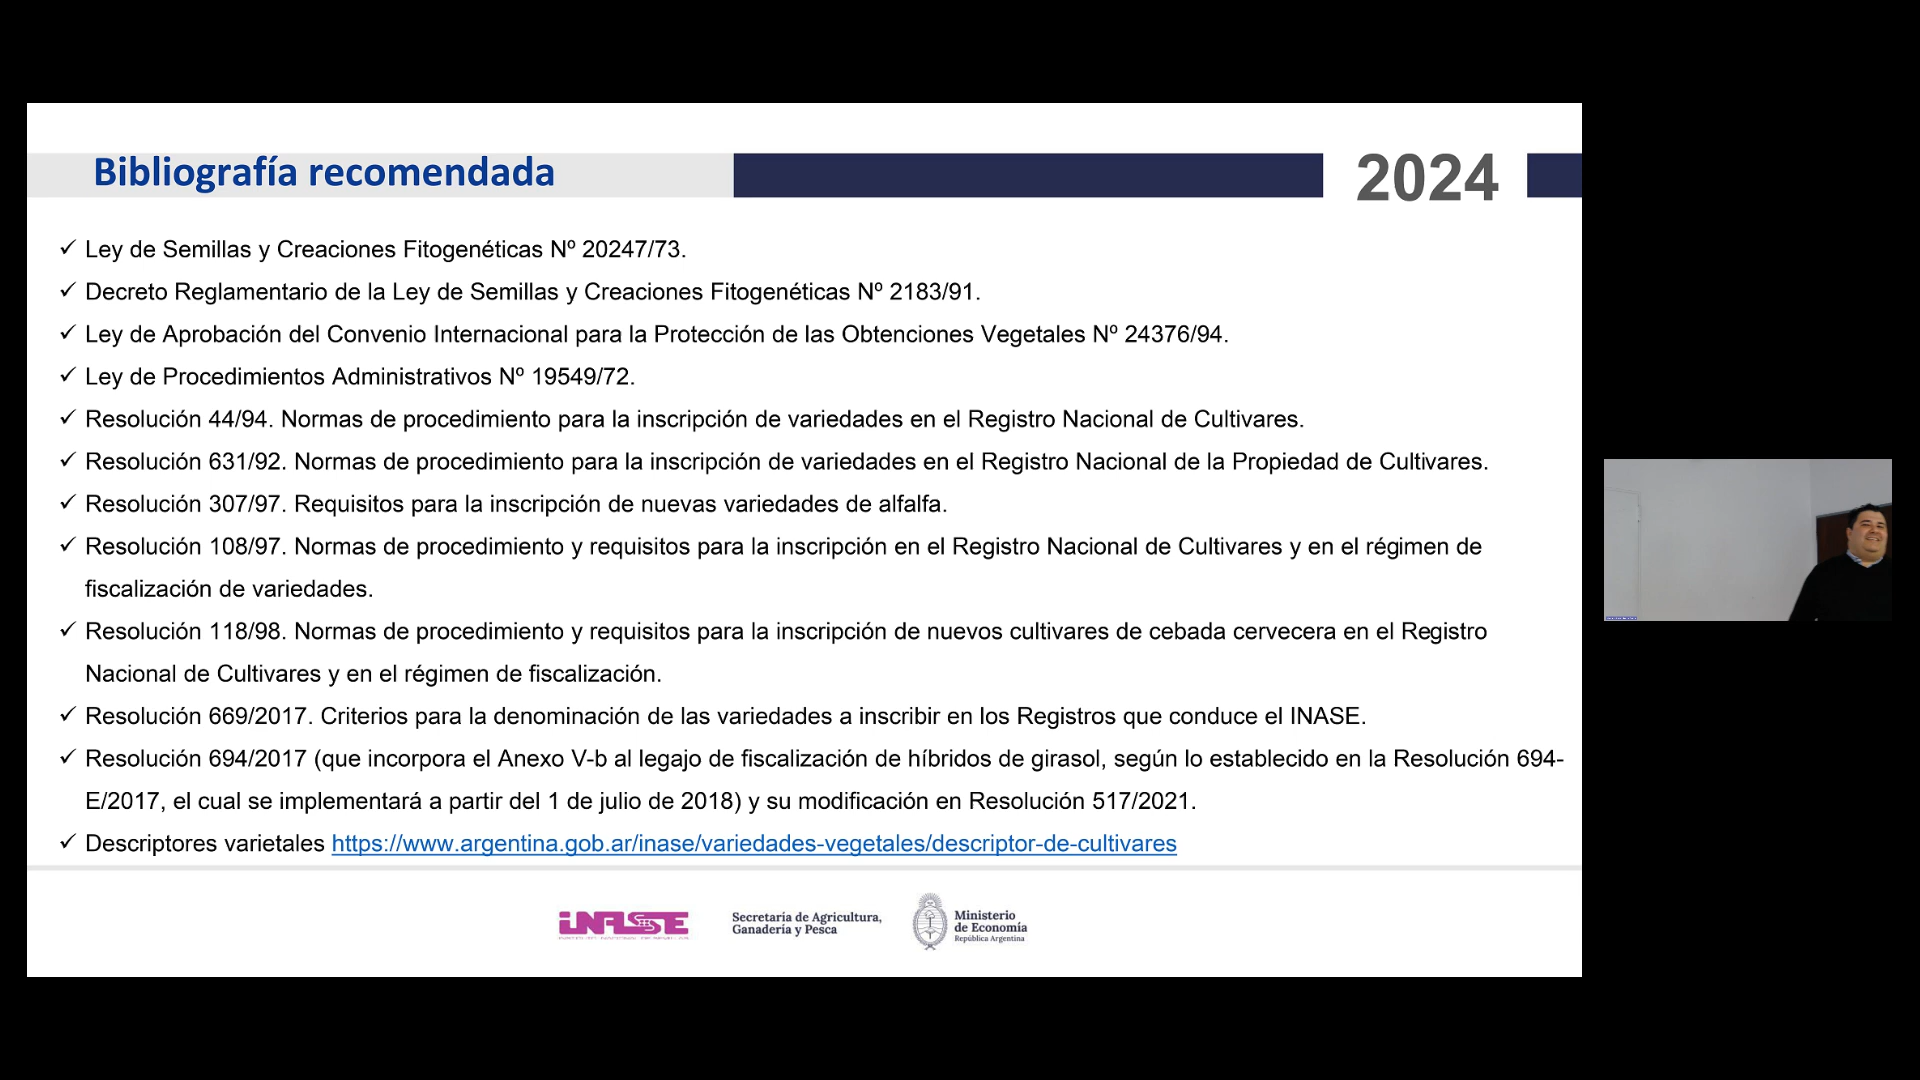 Bibliografía recomendada
2024
✓ Ley de Semillas y Creaciones Fitogenéticas Nº 20247/73.
✓ Decreto Reglamentario de la Ley de Semillas y Creaciones Fitogenéticas Nº 2183/91.
✓ Ley de Aprobación del Convenio Internacional para la Protección de las Obtenciones Vegetales Nº 24376/94.
✓ Ley de Procedimientos Administrativos Nº 19549/72.
✓ Resolución 44/94. Normas de procedimiento para la inscripción de variedades en el Registro Nacional de Cultivares.
✓ Resolución 631/92. Normas de procedimiento para la inscripción de variedades en el Registro Nacional de la Propiedad de Cultivares.
✓ Resolución 307/97. Requisitos para la inscripción de nuevas variedades de alfalfa.
✓ Resolución 108/97. Normas de procedimiento y requisitos para la inscripción en el Registro Nacional de Cultivares y en el régimen de
fiscalización de variedades.
✓ Resolución 118/98. Normas de procedimiento y requisitos para la inscripción de nuevos cultivares de cebada cervecera en el Registro
Nacional de Cultivares y en el régimen de fiscalización.
✓ Resolución 669/2017. Criterios para la denominación de las variedades a inscribir en los Registros que conduce el INASE.
✓ Resolución 694/2017 (que incorpora el Anexo V-b al legajo de fiscalización de híbridos de girasol, según lo establecido en la Resolución 694-
E/2017, el cual se implementará a partir del 1 de julio de 2018) y su modificación en Resolución 517/2021.
✓ Descriptores varietales https://www.argentina.gob.ar/inase/variedades-vegetales/descriptor-de-cultivares
iNASE
Secretaría de Agricultura,
Ganadería y Pesca
Ministerio
de Economía
República Argentina